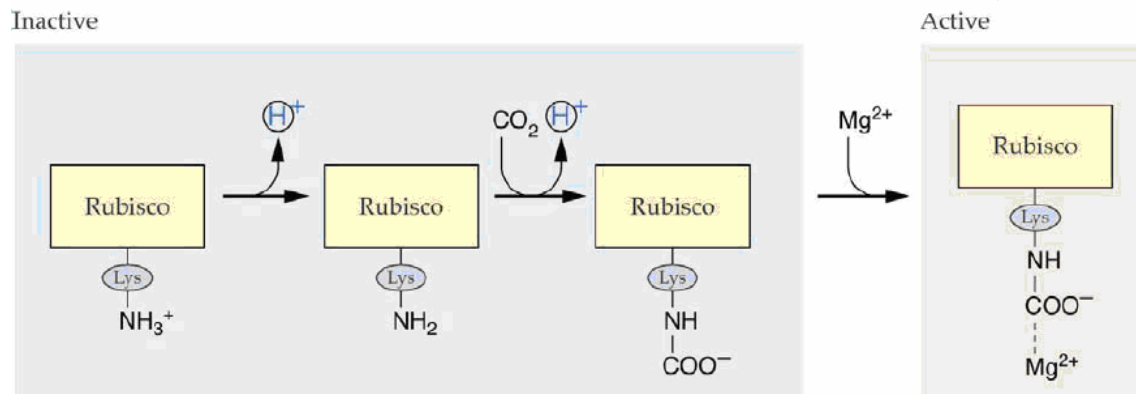 Inactive
Active
H+
CO₂
H+
Mg²⁺
Rubisco
Rubisco
Rubisco
Rubisco
Lys
Lys
Lys
Lys
NH₃⁺
NH₂
NH
COO⁻
NH
COO⁻
Mg²⁺